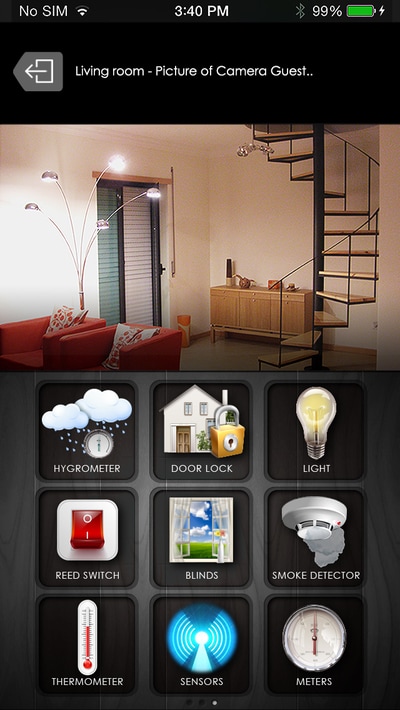 No SIM 3:40 PM 99%
Living room - Picture of Camera Guest..
HYGROMETER DOOR LOCK LIGHT
REED SWITCH BLINDS SMOKE DETECTOR
THERMOMETER SENSORS METERS